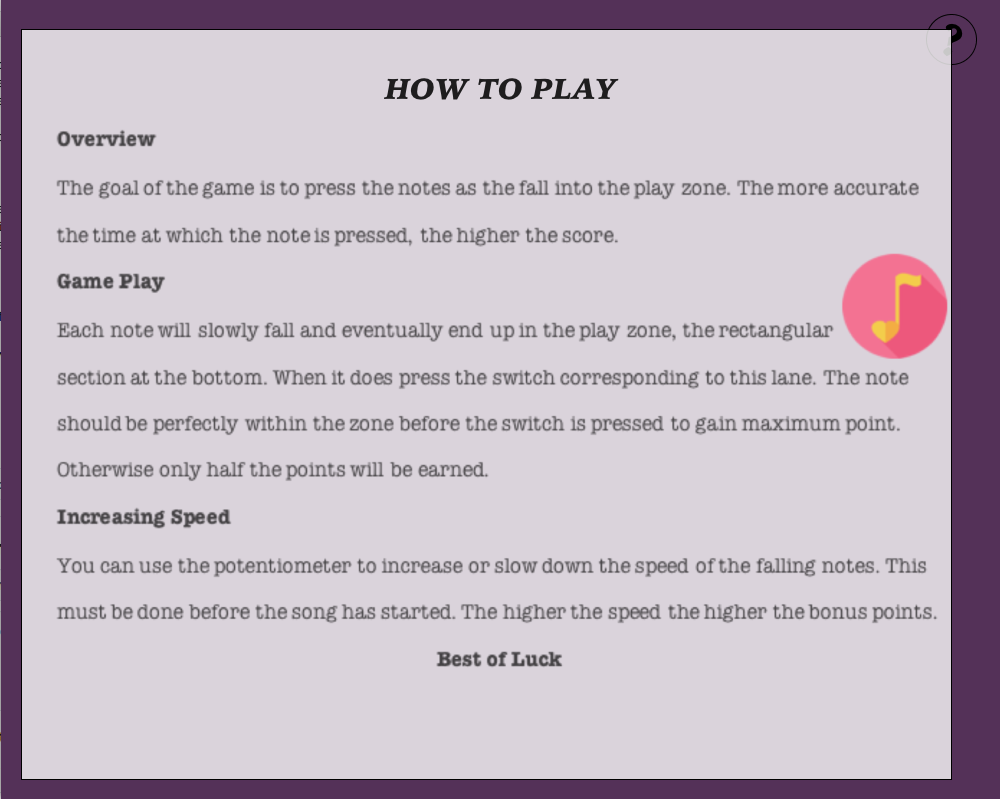 ?
HOW TO PLAY
Overview
The goal of the game is to press the notes as the fall into the play zone. The more accurate
the time at which the note is pressed, the higher the score.
Game Play
Each note will slowly fall and eventually end up in the play zone, the rectangular
section at the bottom. When it does press the switch corresponding to this lane. The note
should be perfectly within the zone before the switch is pressed to gain maximum point.
Otherwise only half the points will be earned.
Increasing Speed
You can use the potentiometer to increase or slow down the speed of the falling notes. This
must be done before the song has started. The higher the speed the higher the bonus points.
Best of Luck